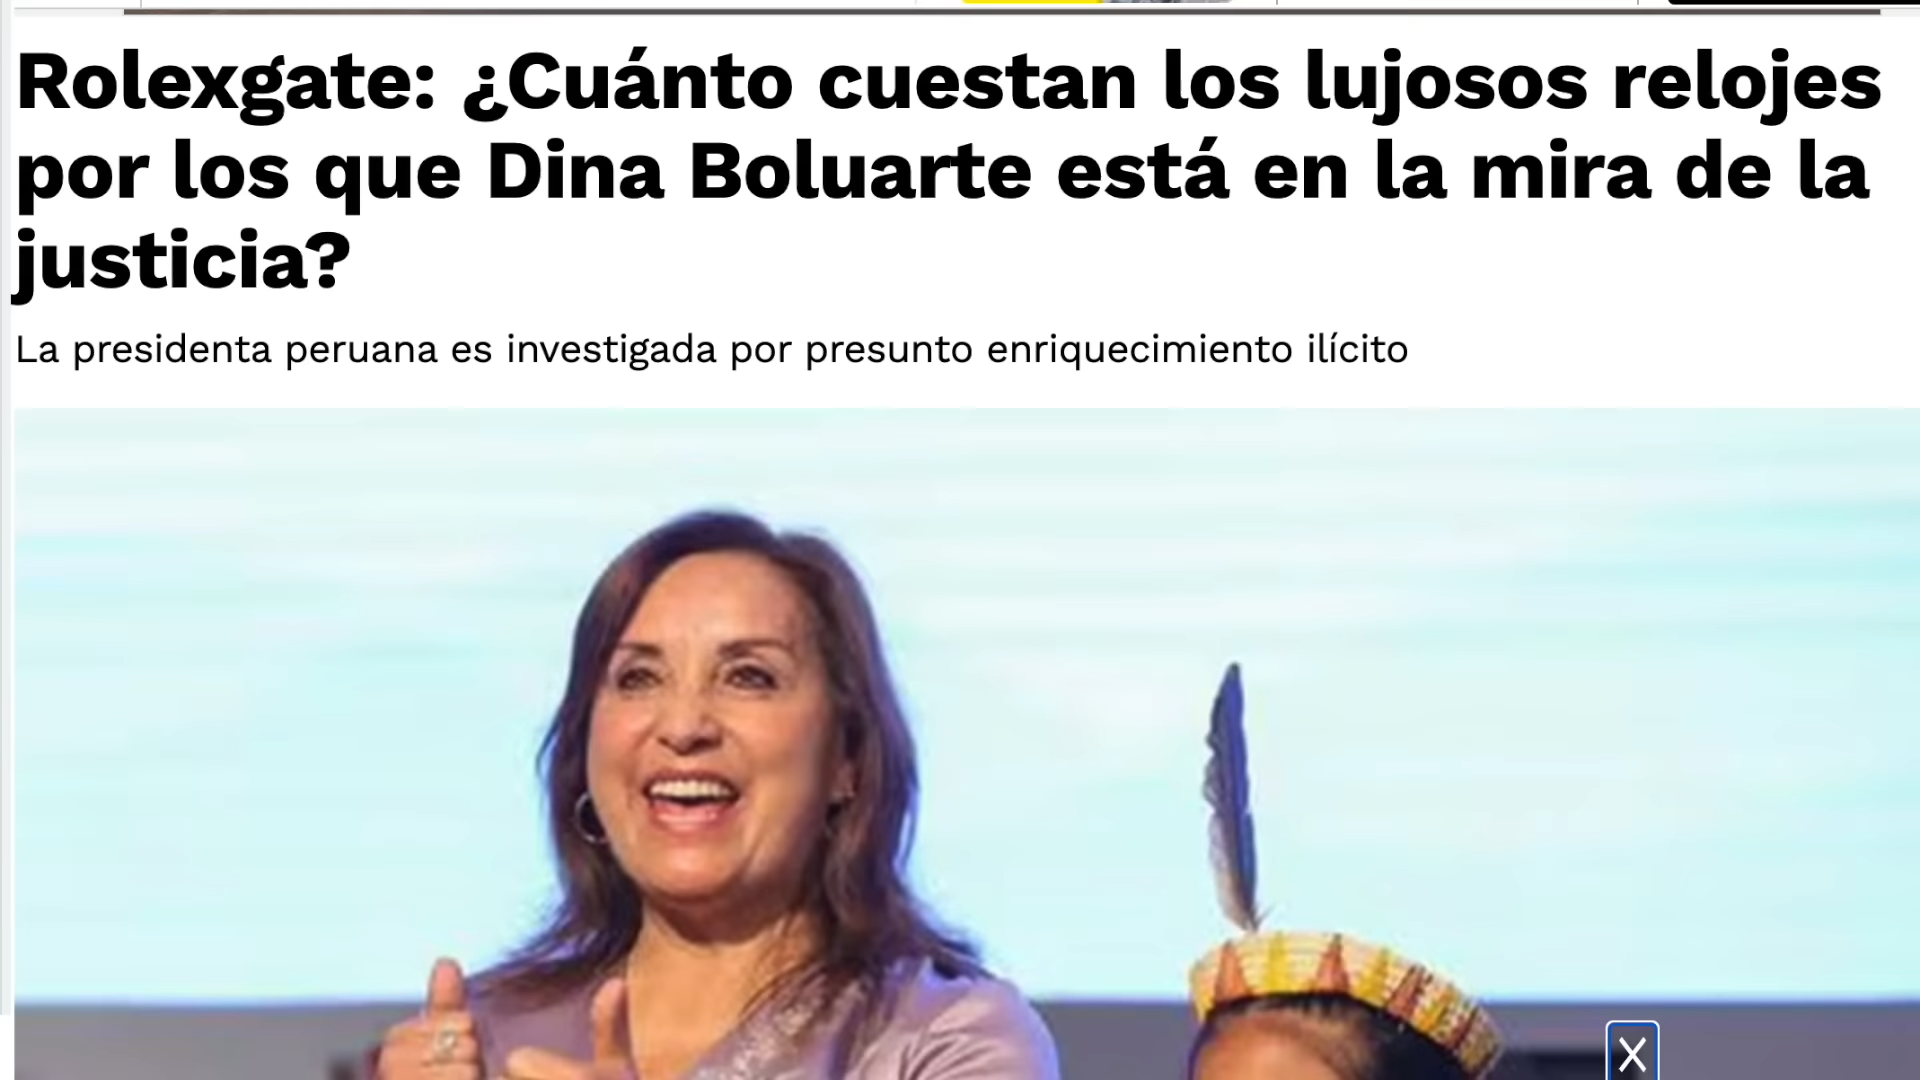 Rolexgate: ¿Cuánto cuestan los lujosos relojes
por los que Dina Boluarte está en la mira de la
justicia?
La presidenta peruana es investigada por presunto enriquecimiento ilícito
X